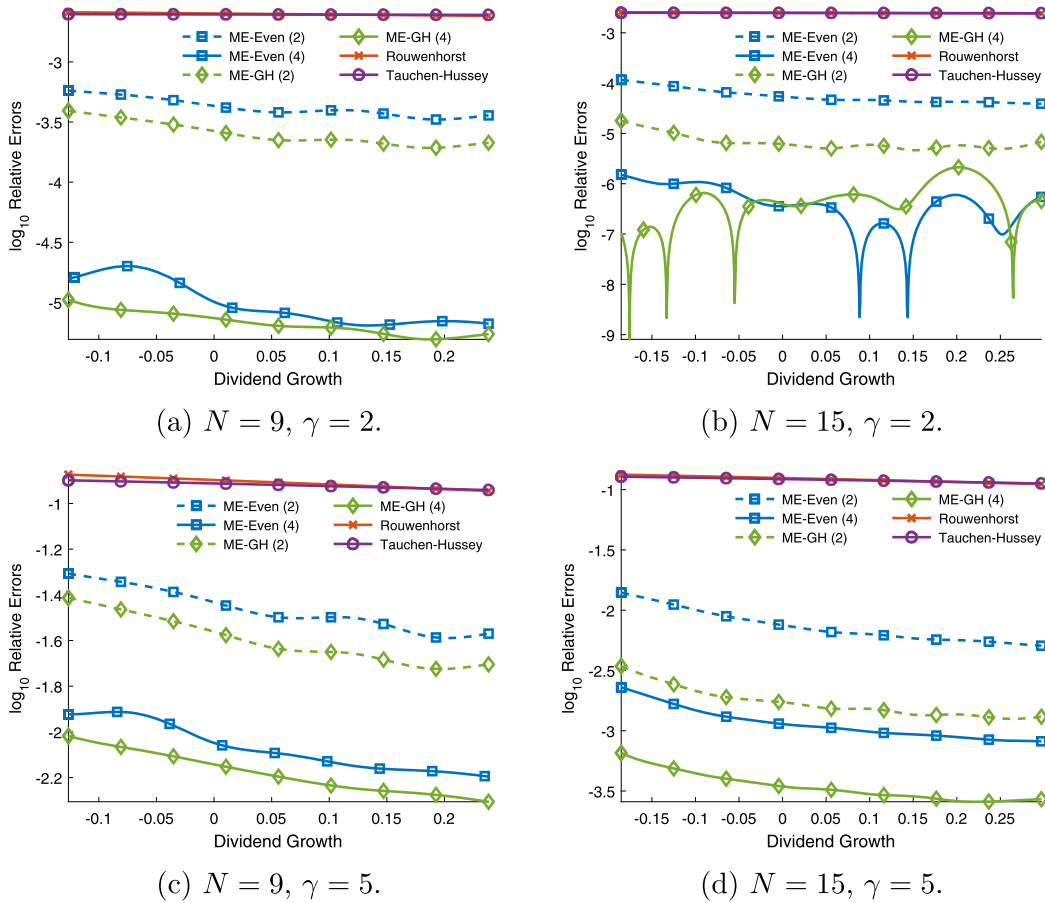 ME-Even (2)
ME-Even (4)
ME-GH (2)
ME-GH (4)
Rouwenhorst
Tauchen-Hussey
-3
-3.5
-4
-4.5
-5
log10 Relative Errors
-0.1 -0.05 0 0.05 0.1 0.15 0.2
Dividend Growth
(a) N = 9, γ = 2.
ME-Even (2)
ME-Even (4)
ME-GH (2)
ME-GH (4)
Rouwenhorst
Tauchen-Hussey
-3
-4
-5
-6
-7
-8
-9
log10 Relative Errors
-0.15 -0.1 -0.05 0 0.05 0.1 0.15 0.2 0.25
Dividend Growth
(b) N = 15, γ = 2.
ME-Even (2)
ME-Even (4)
ME-GH (2)
ME-GH (4)
Rouwenhorst
Tauchen-Hussey
-1
-1.2
-1.4
-1.6
-1.8
-2
-2.2
log10 Relative Errors
-0.1 -0.05 0 0.05 0.1 0.15 0.2
Dividend Growth
(c) N = 9, γ = 5.
ME-Even (2)
ME-Even (4)
ME-GH (2)
ME-GH (4)
Rouwenhorst
Tauchen-Hussey
-1
-1.5
-2
-2.5
-3
-3.5
log10 Relative Errors
-0.15 -0.1 -0.05 0 0.05 0.1 0.15 0.2 0.25
Dividend Growth
(d) N = 15, γ = 5.